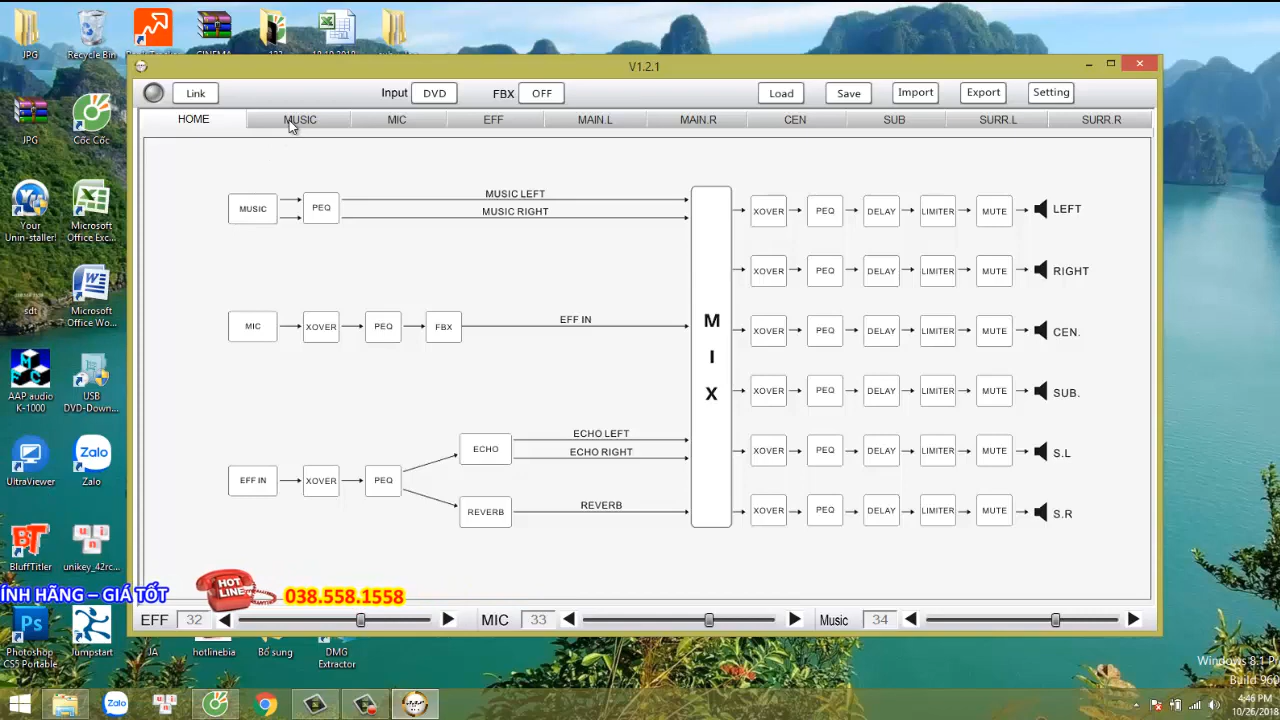 JPG
Recycle Bin
CINEMA
123
JPG
Cốc Cốc
Your
Unin-staller!
Microsoft
Office Exc...
sdt
Microsoft
Office Wo...
AAP audio
K-1000
USB
DVD-Down...
UltraViewer
Zalo
BluffTitler
unikey_42rc...
Photoshop
CS5 Portable
Jumpstart
JA
hotlinebia
Bổ sung
DMG
Extractor
V1.2.1
Link
Input
DVD
FBX
OFF
Load
Save
Import
Export
Setting
HOME
MUSIC
MIC
EFF
MAIN.L
MAIN.R
CEN
SUB
SURR.L
SURR.R
MUSIC
PEQ
MUSIC LEFT
MUSIC RIGHT
MIC
XOVER
PEQ
FBX
EFF IN
EFF IN
XOVER
PEQ
ECHO
ECHO LEFT
ECHO RIGHT
REVERB
REVERB
M
I
X
XOVER PEQ DELAY LIMITER MUTE LEFT
XOVER PEQ DELAY LIMITER MUTE RIGHT
XOVER PEQ DELAY LIMITER MUTE CEN.
XOVER PEQ DELAY LIMITER MUTE SUB.
XOVER PEQ DELAY LIMITER MUTE S.L
XOVER PEQ DELAY LIMITER MUTE S.R
ÍNH HÃNG – GIÁ TỐT
HOT
LINE
038.558.1558
EFF 32
MIC 33
Music 34
Windows 8.1 Pr
Build 960
Zalo
4:46 PM
10/26/2018